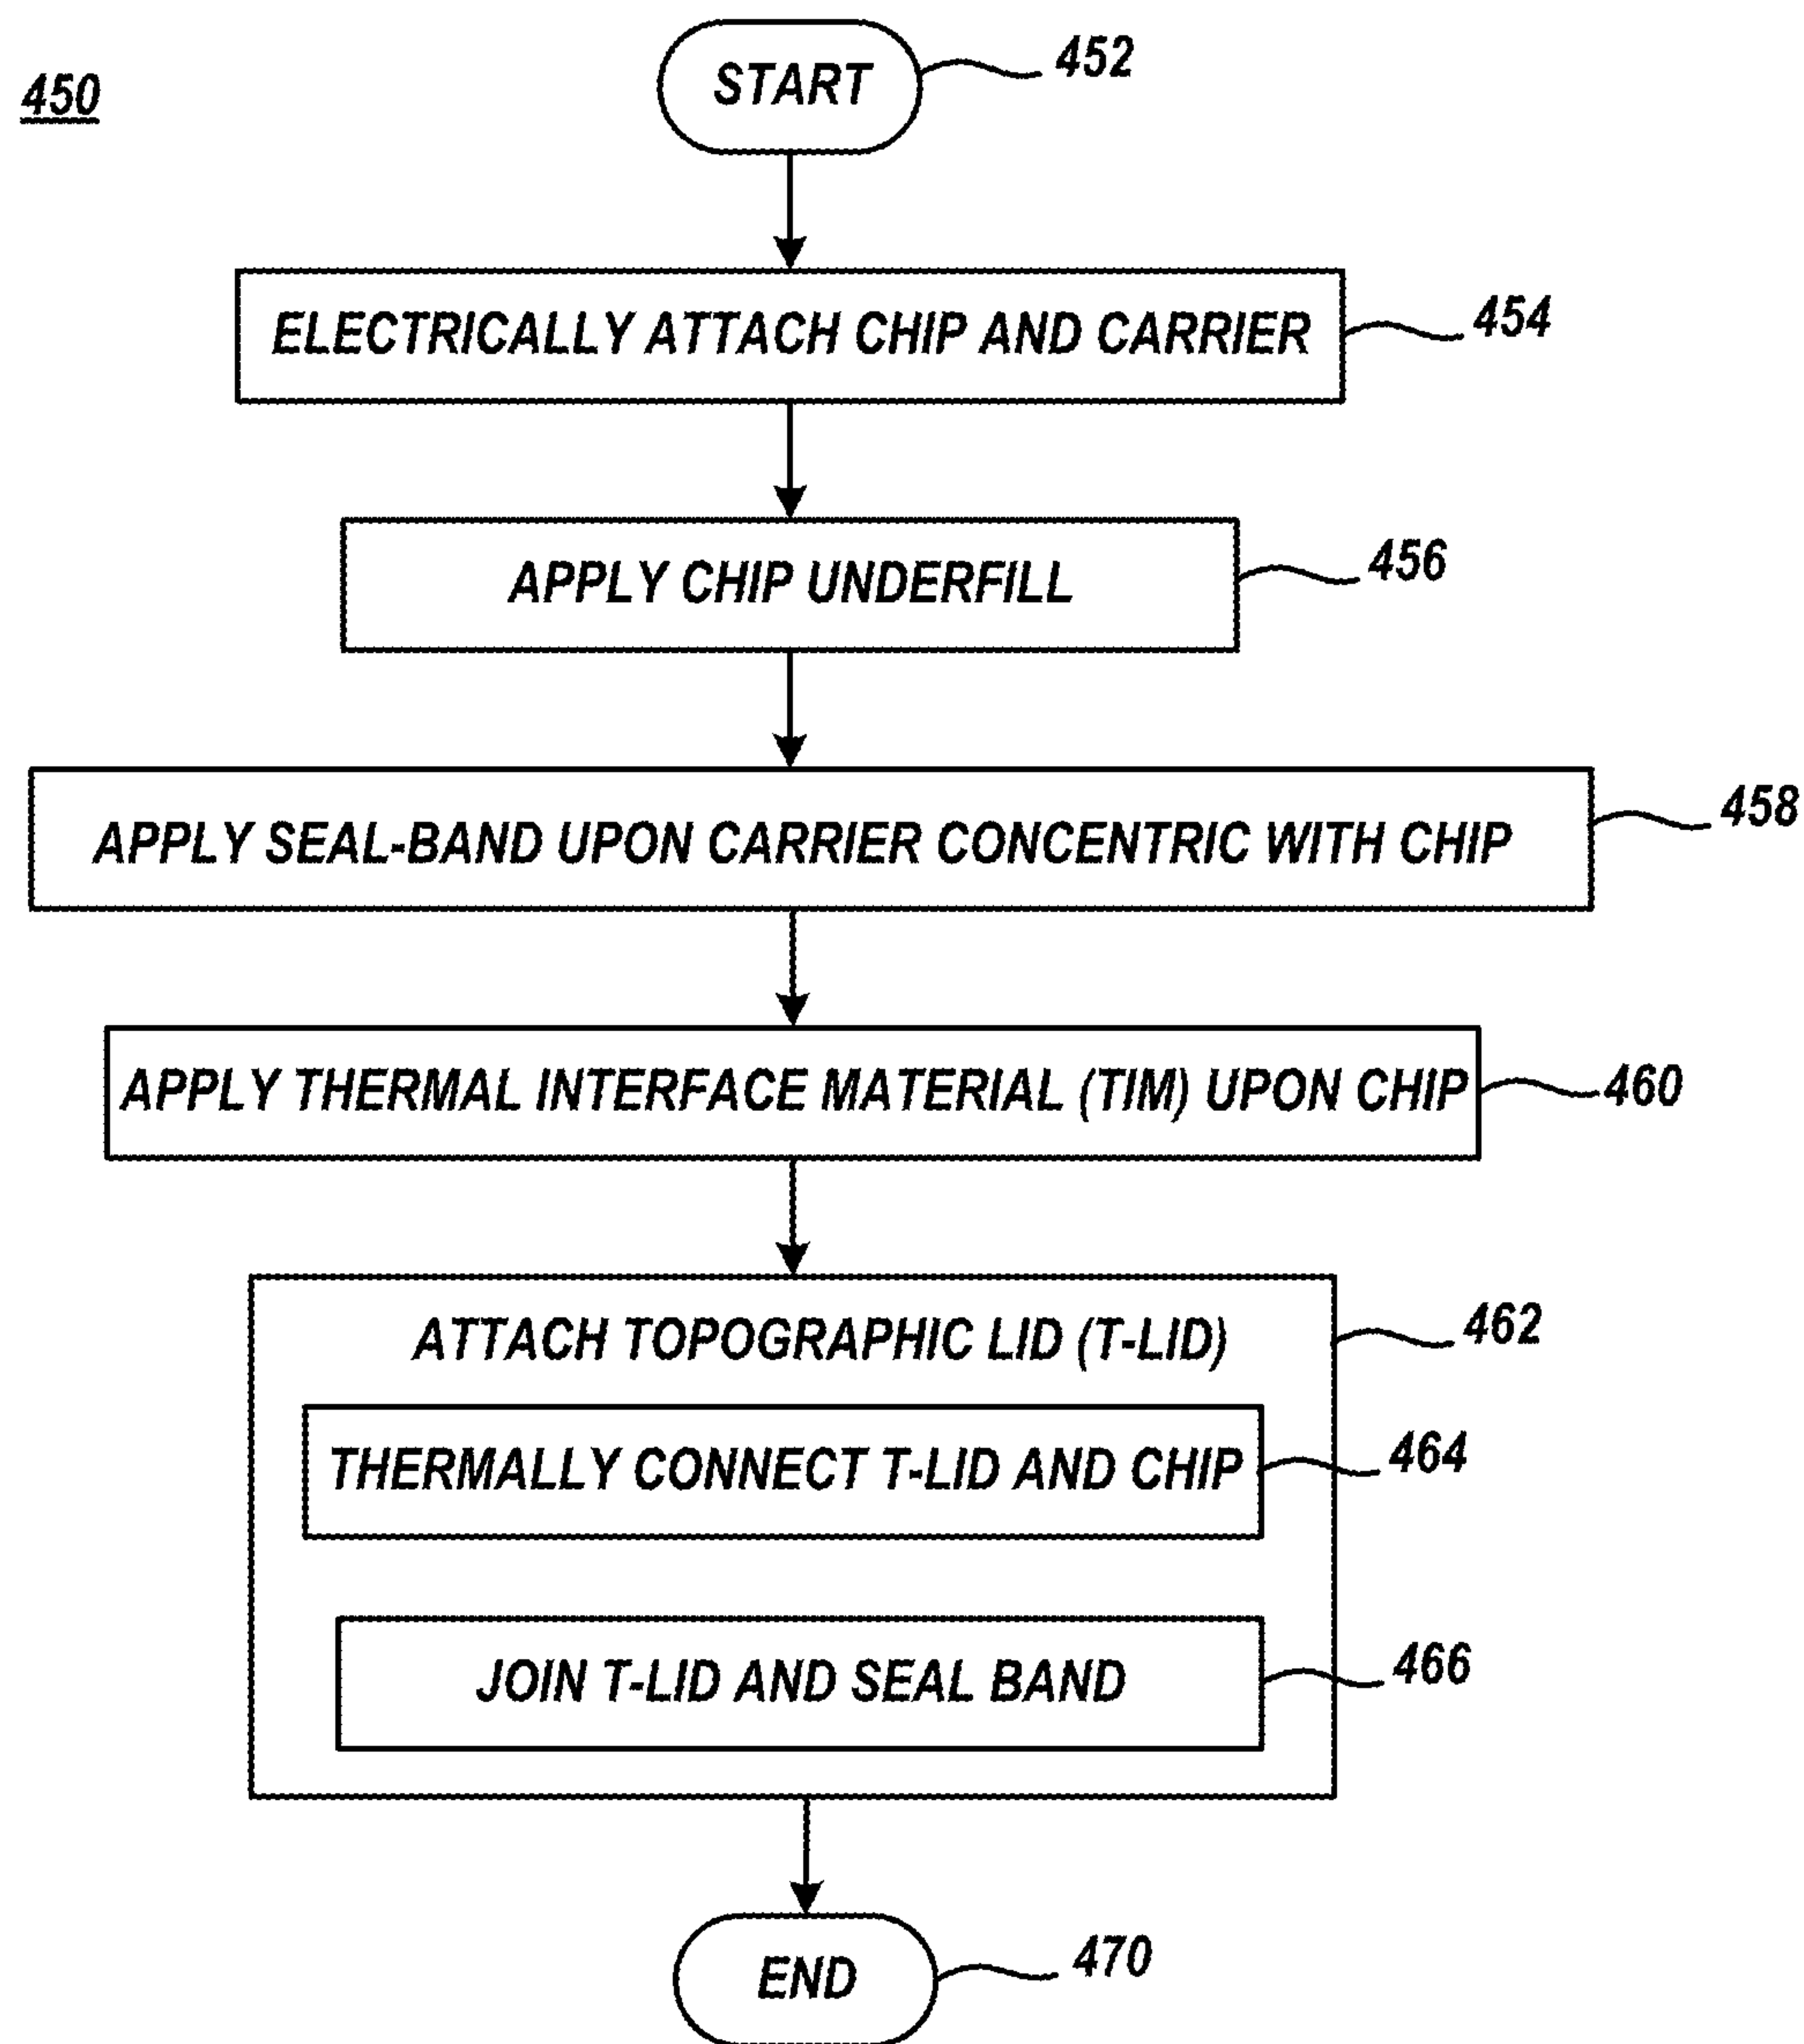 450
START
452
ELECTRICALLY ATTACH CHIP AND CARRIER
454
APPLY CHIP UNDERFILL
456
APPLY SEAL-BAND UPON CARRIER CONCENTRIC WITH CHIP
458
APPLY THERMAL INTERFACE MATERIAL (TIM) UPON CHIP
460
ATTACH TOPOGRAPHIC LID (T-LID)
462
THERMALLY CONNECT T-LID AND CHIP
464
JOIN T-LID AND SEAL BAND
466
END
470